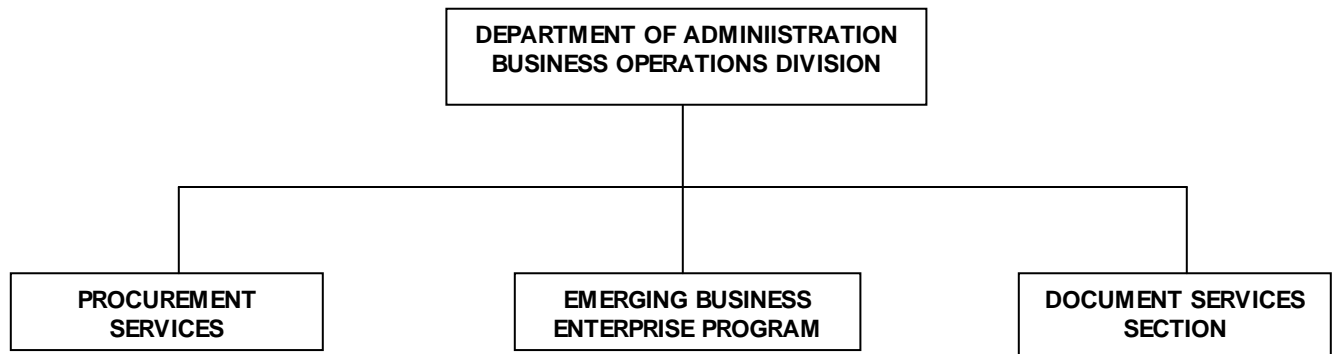 DEPARTMENT OF ADMINIISTRATION
BUSINESS OPERATIONS DIVISION
PROCUREMENT
SERVICES
EMERGING BUSINESS
ENTERPRISE PROGRAM
DOCUMENT SERVICES
SECTION